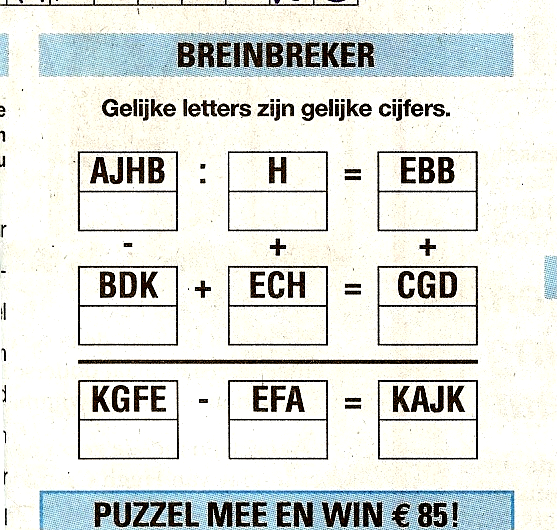 BREINBREKER
Gelijke letters zijn gelijke cijfers.
AJHB : H = EBB
- + +
BDK + ECH = CGD
KGFE - EFA = KAJK
PUZZEL MEE EN WIN € 85!